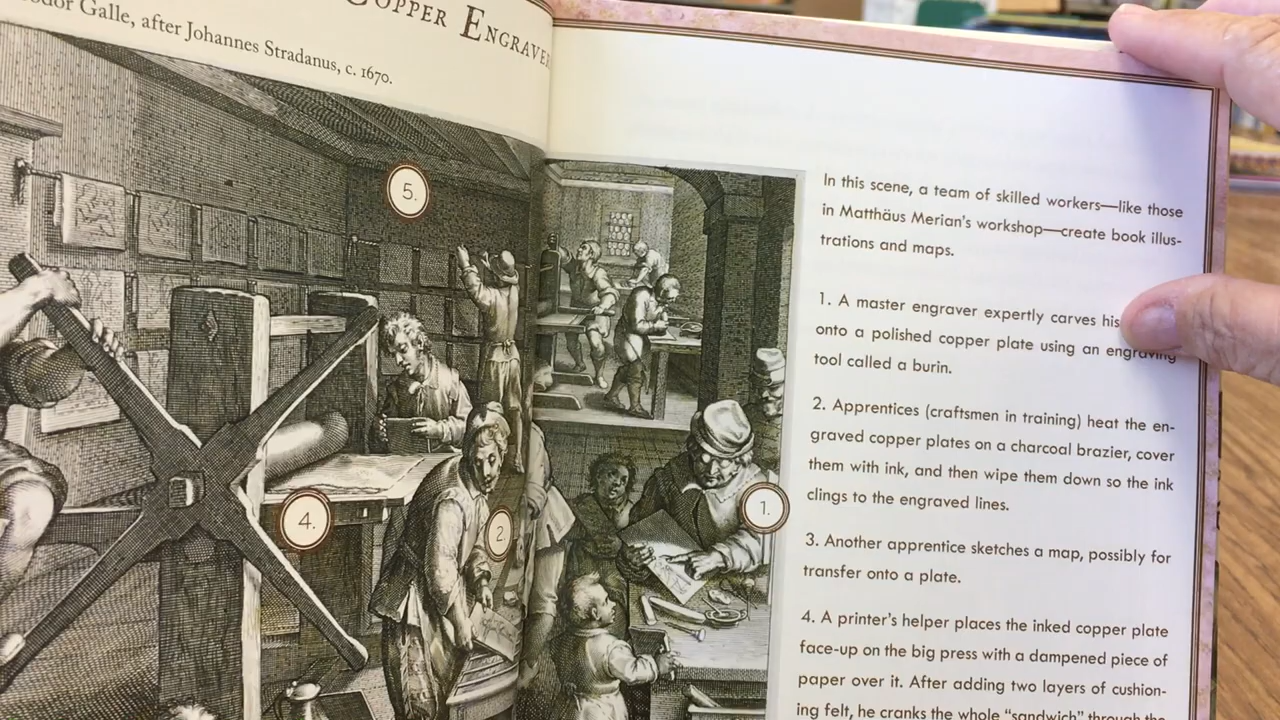 COPPER ENGRAVE
Galle, after Johannes Stradanus, c. 1670.
5.
4.
2.
1.
In this scene, a team of skilled workers—like those
in Matthäus Merian's workshop—create book illus-
trations and maps.
1. A master engraver expertly carves his
onto a polished copper plate using an engraving
tool called a burin.
2. Apprentices (craftsmen in training) heat the en-
graved copper plates on a charcoal brazier, cover
them with ink, and then wipe them down so the ink
clings to the engraved lines.
3. Another apprentice sketches a map, possibly for
transfer onto a plate.
4. A printer's helper places the inked copper plate
face-up on the big press with a dampened piece of
paper over it. After adding two layers of cushion-
ing felt, he cranks the whole "sandwich" through the